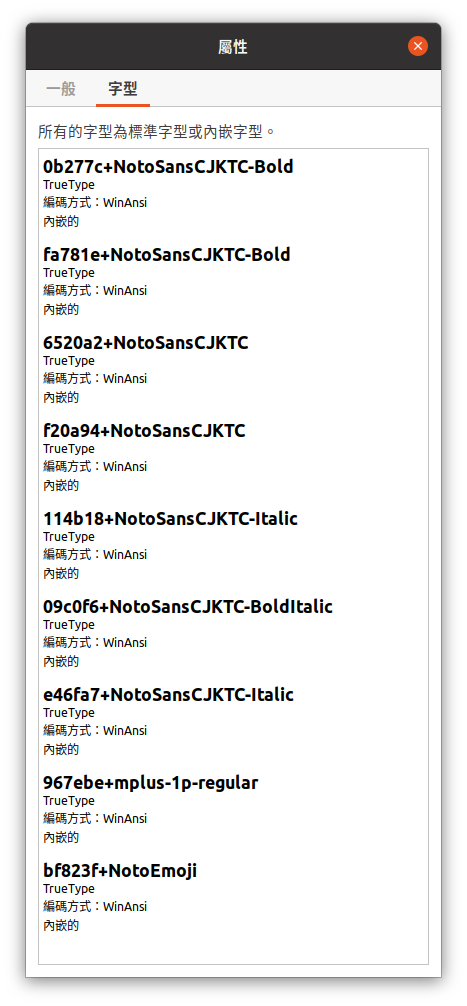 屬性
一般
字型
所有的字型為標準字型或內嵌字型。
0b277c+NotoSansCJKTC-Bold
TrueType
編碼方式：WinAnsi
內嵌的
fa781e+NotoSansCJKTC-Bold
TrueType
編碼方式：WinAnsi
內嵌的
6520a2+NotoSansCJKTC
TrueType
編碼方式：WinAnsi
內嵌的
f20a94+NotoSansCJKTC
TrueType
編碼方式：WinAnsi
內嵌的
114b18+NotoSansCJKTC-Italic
TrueType
編碼方式：WinAnsi
內嵌的
09c0f6+NotoSansCJKTC-BoldItalic
TrueType
編碼方式：WinAnsi
內嵌的
e46fa7+NotoSansCJKTC-Italic
TrueType
編碼方式：WinAnsi
內嵌的
967ebe+mplus-1p-regular
TrueType
編碼方式：WinAnsi
內嵌的
bf823f+NotoEmoji
TrueType
編碼方式：WinAnsi
內嵌的